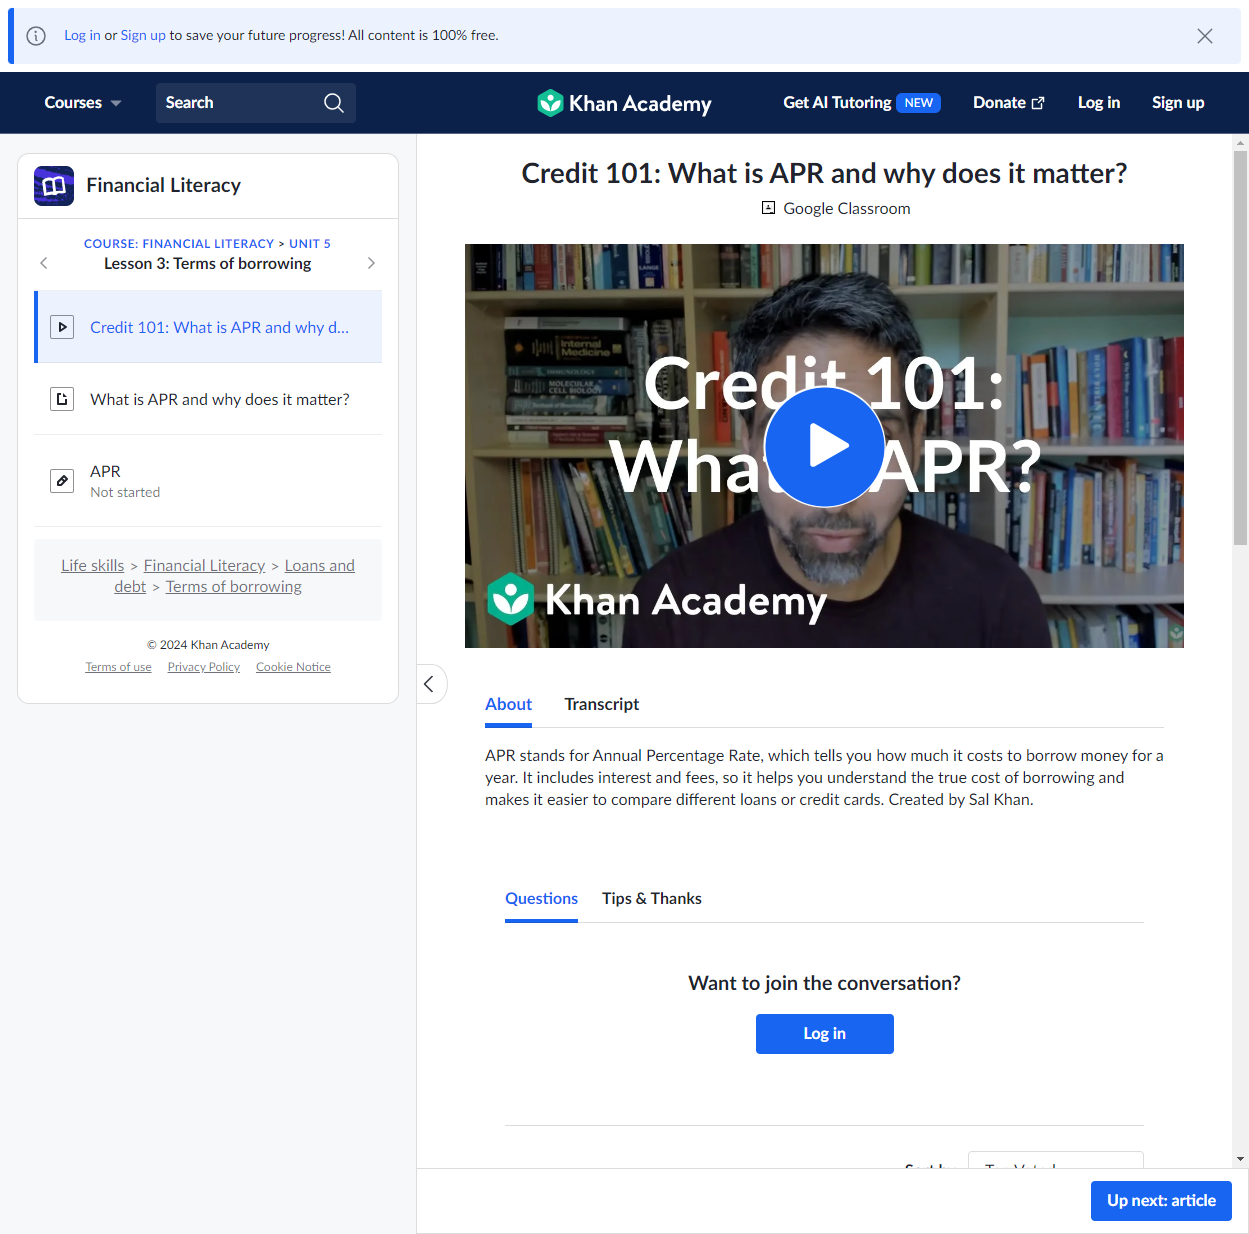 Log in or Sign up to save your future progress! All content is 100% free.
Courses
Search
Khan Academy
Get AI Tutoring NEW
Donate
Log in
Sign up
Financial Literacy
COURSE: FINANCIAL LITERACY > UNIT 5
Lesson 3: Terms of borrowing
Credit 101: What is APR and why d...
What is APR and why does it matter?
APR
Not started
Life skills > Financial Literacy > Loans and
debt > Terms of borrowing
© 2024 Khan Academy
Terms of use Privacy Policy Cookie Notice
Credit 101: What is APR and why does it matter?
Google Classroom
Internal
Medicine
MOLECULAR
CELL BIOLOGY
LANGE
Credit 101:
APR?
Khan Academy
About
Transcript
APR stands for Annual Percentage Rate, which tells you how much it costs to borrow money for a
year. It includes interest and fees, so it helps you understand the true cost of borrowing and
makes it easier to compare different loans or credit cards. Created by Sal Khan.
Questions
Tips & Thanks
Want to join the conversation?
Log in
Up next: article